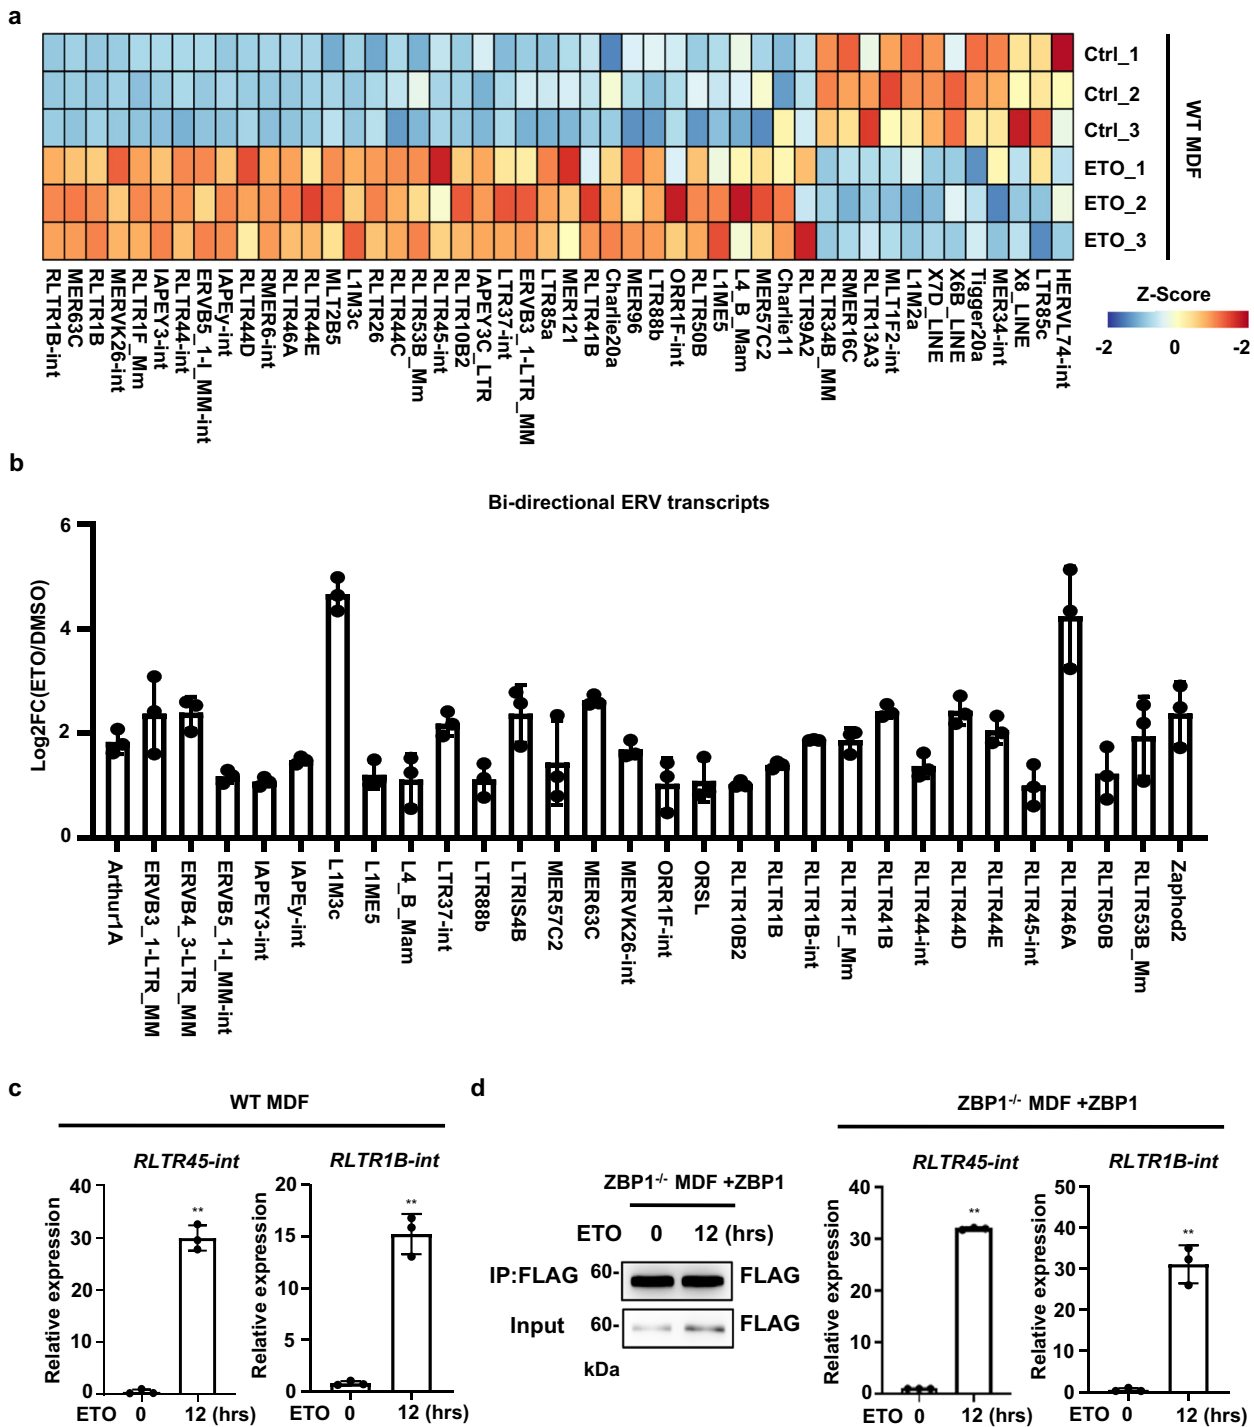 a
Ctrl_1
Ctrl_2
Ctrl_3
ETO_1
ETO_2
ETO_3
WT MDF
RLTR1B-int
MER63C
RLTR1B
MERVK26-int
RLTR1F_Mm
IAPEY3-int
RLTR44-int
ERVB5_1-I_MM-int
IAPEy-int
RLTR44D
RMER6-int
RLTR46A
RLTR44E
MLT2B5
L1M3c
RLTR26
RLTR44C
RLTR53B_Mm
RLTR45-int
RLTR10B2
IAPEY3C_LTR
LTR37-int
ERVB3_1-LTR_MM
LTR85a
MER121
RLTR41B
Charlie20a
MER96
LTR88b
ORR1F-int
RLTR50B
L1ME5
L4_B_Mam
MER57C2
Charlie11
RLTR9A2
RLTR34B_MM
RMER16C
RLTR13A3
MLT1F2-int
L1M2a
X7D_LINE
X6B_LINE
Tigger20a
MER34-int
X8_LINE
LTR85c
HERVL74-int
Z-Score
-2 0 -2
b
Bi-directional ERV transcripts
Log2FC(ETO/DMSO)
6
4
2
0
Arthur1A
ERVB3_1-LTR_MM
ERVB4_3-LTR_MM
ERVB5_1-I_MM-int
IAPEY3-int
IAPEy-int
L1M3c
L1ME5
L4_B_Mam
LTR37-int
LTR88b
LTRIS4B
MER57C2
MER63C
MERVK26-int
ORR1F-int
ORSL
RLTR10B2
RLTR1B
RLTR1B-int
RLTR1F_Mm
RLTR41B
RLTR44-int
RLTR44D
RLTR44E
RLTR45-int
RLTR46A
RLTR50B
RLTR53B_Mm
Zaphod2
c
WT MDF
RLTR45-int
Relative expression
40
30
20
10
0
**
ETO 0 12 (hrs)
RLTR1B-int
Relative expression
20
15
10
5
0
**
ETO 0 12 (hrs)
d
ZBP1-/- MDF +ZBP1
ETO 0 12 (hrs)
IP:FLAG 60- FLAG
Input 60- FLAG
kDa
ZBP1-/- MDF +ZBP1
RLTR45-int
Relative expression
40
30
20
10
0
**
ETO 0 12 (hrs)
RLTR1B-int
Relative expression
50
40
30
20
10
0
**
ETO 0 12 (hrs)